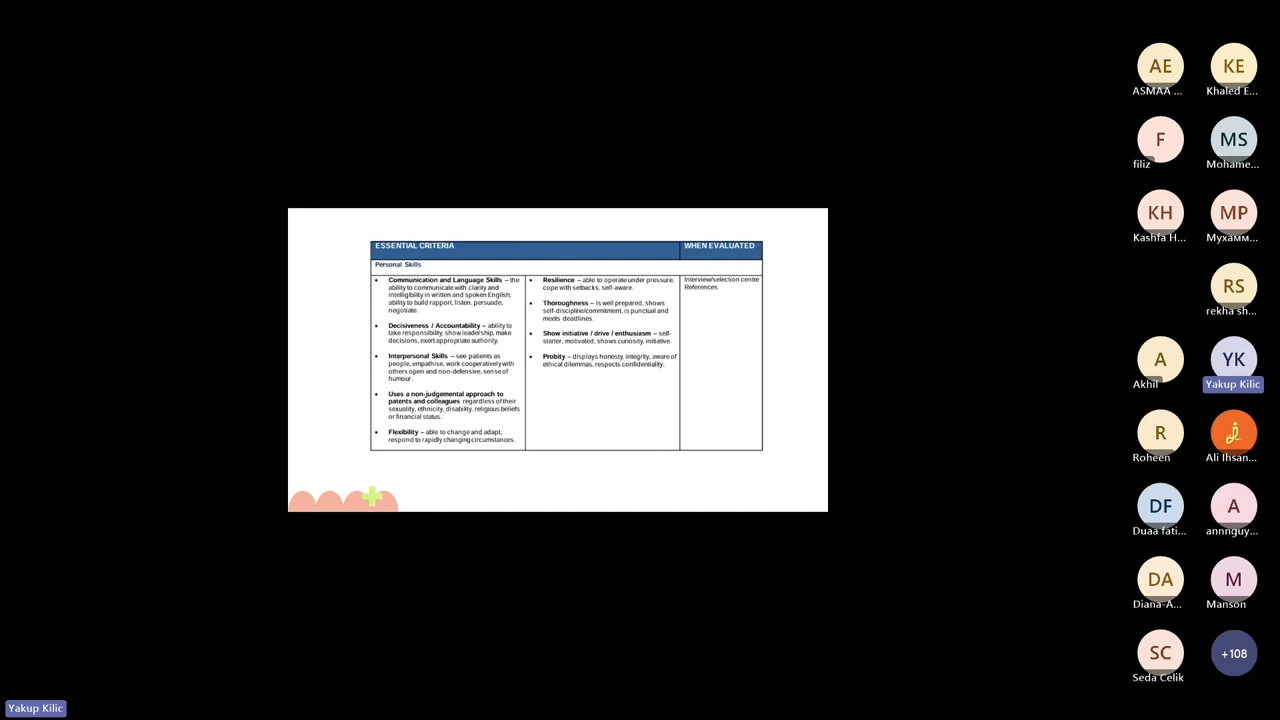 ESSENTIAL CRITERIA
WHEN EVALUATED
Personal Skills
• Communication and Language Skills – the
ability to communicate with clarity and
intelligibility in written and spoken English;
ability to build rapport, listen, persuade,
negotiate.
• Decisiveness / Accountability – ability to
take responsibility, show leadership, make
decisions, exert appropriate authority.
• Interpersonal Skills – see patients as
people, empathise, work cooperatively with
others open and non-defensive, sense of
humour.
• Uses a non-judgemental approach to
patients and colleagues regardless of their
sexuality, ethnicity, disability, religious beliefs
or financial status.
• Flexibility – able to change and adapt,
respond to rapidly changing circumstances.
• Resilience – able to operate under pressure,
cope with setbacks, self-aware.
• Thoroughness – is well prepared, shows
self-discipline/commitment, is punctual and
meets deadlines.
• Show initiative / drive / enthusiasm – self-
starter, motivated, shows curiosity, initiative.
• Probity – displays honesty, integrity, aware of
ethical dilemmas, respects confidentiality.
Interview/selection centre
References
AE
ASMAA ...
KE
Khaled E...
F
filiz
MS
Mohame...
KH
Kashfa H...
MP
Мухамм...
RS
rekha sh...
A
Akhil
YK
Yakup Kilic
R
Roheen
Ali Ihsan...
DF
Duaa fati...
A
annnguy...
DA
Diana-A...
M
Manson
SC
Seda Celik
+108
Yakup Kilic